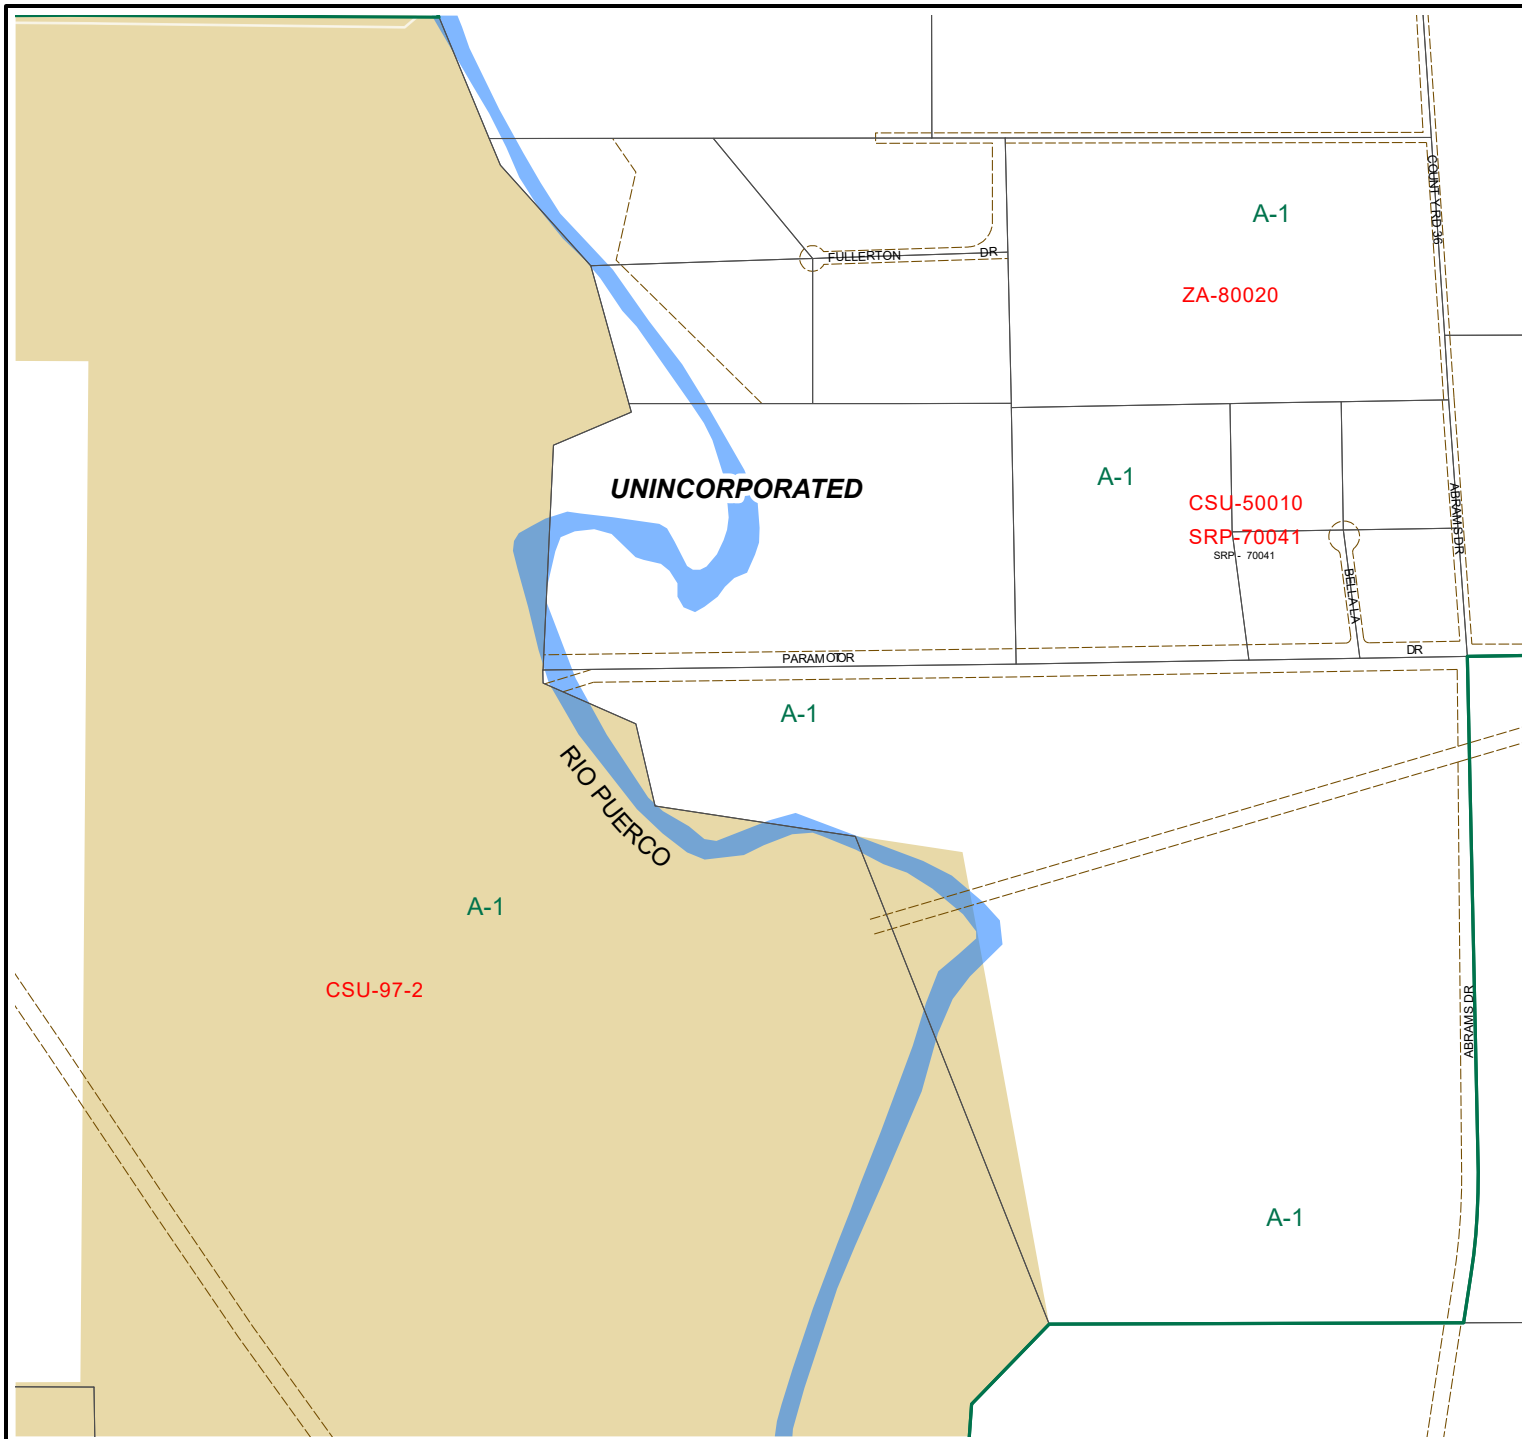 A-1
COUNTY RD 36
FULLERTON DR
ZA-80020
UNINCORPORATED
A-1
CSU-50010
SRP-70041
SRP - 70041
ABRAMS DR
BELLA LA
PARAMOTOR DR
A-1
RIO PUERCO
A-1
CSU-97-2
ABRAMS DR
A-1